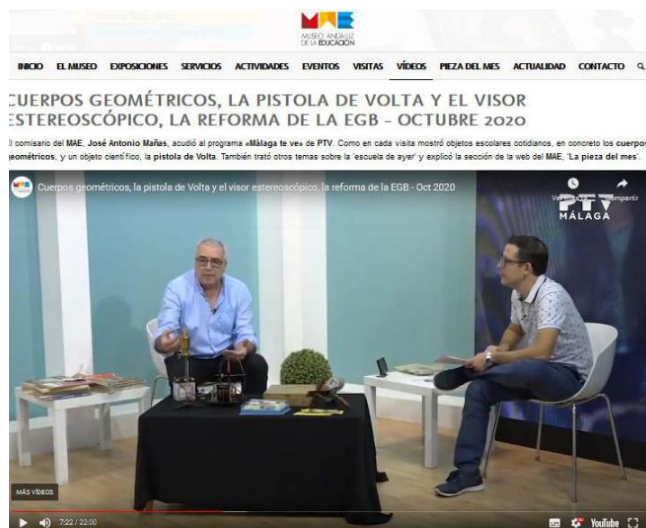 MAE
MUSEO ANDALUZ
DE LA EDUCACIÓN
INICIO EL MUSEO EXPOSICIONES SERVICIOS ACTIVIDADES EVENTOS VISITAS VÍDEOS PIEZA DEL MES ACTUALIDAD CONTACTO
CUERPOS GEOMÉTRICOS, LA PISTOLA DE VOLTA Y EL VISOR
ESTEREOSCÓPICO, LA REFORMA DE LA EGB – OCTUBRE 2020
El comisario del MAE, José Antonio Mañas, acudió al programa «Málaga te ve» de PTV. Como en cada visita mostró objetos escolares cotidianos, en concreto los cuerpos
geométricos, y un objeto científico, la pistola de Volta. También trató otros temas sobre la 'escuela de ayer' y explicó la sección de la web del MAE, 'La pieza del mes'.
Cuerpos geométricos, la pistola de Volta y el visor estereoscópico, la reforma de la EGB - Oct 2020
Compartir
PTV
MÁLAGA
MÁS VÍDEOS
7:22 / 22:00
YouTube